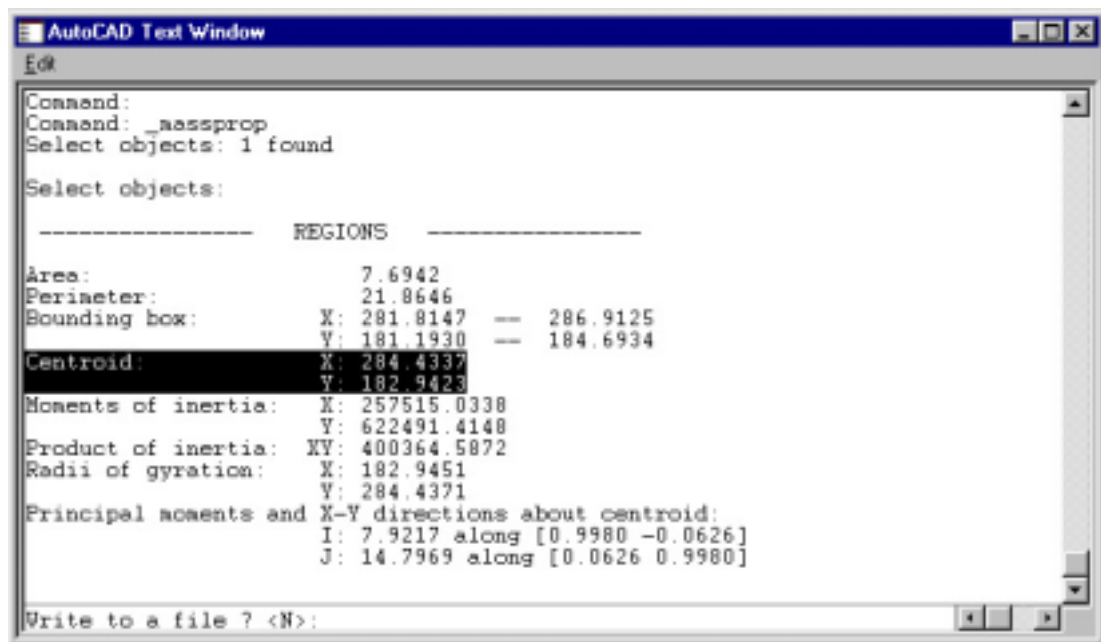 AutoCAD Text Window
Edit
Command:
Command: _massprop
Select objects: 1 found
Select objects:
---------------- REGIONS ----------------
Area: 7.6942
Perimeter: 21.8646
Bounding box: X: 281.8147 -- 286.9125
Y: 181.1930 -- 184.6934
Centroid: X: 284.4337
Y: 182.9423
Moments of inertia: X: 257515.0338
Y: 622491.4148
Product of inertia: XY: 400364.5872
Radii of gyration: X: 182.9451
Y: 284.4371
Principal moments and X-Y directions about centroid:
I: 7.9217 along [0.9980 -0.0626]
J: 14.7969 along [0.0626 0.9980]
Write to a file ? <N>: